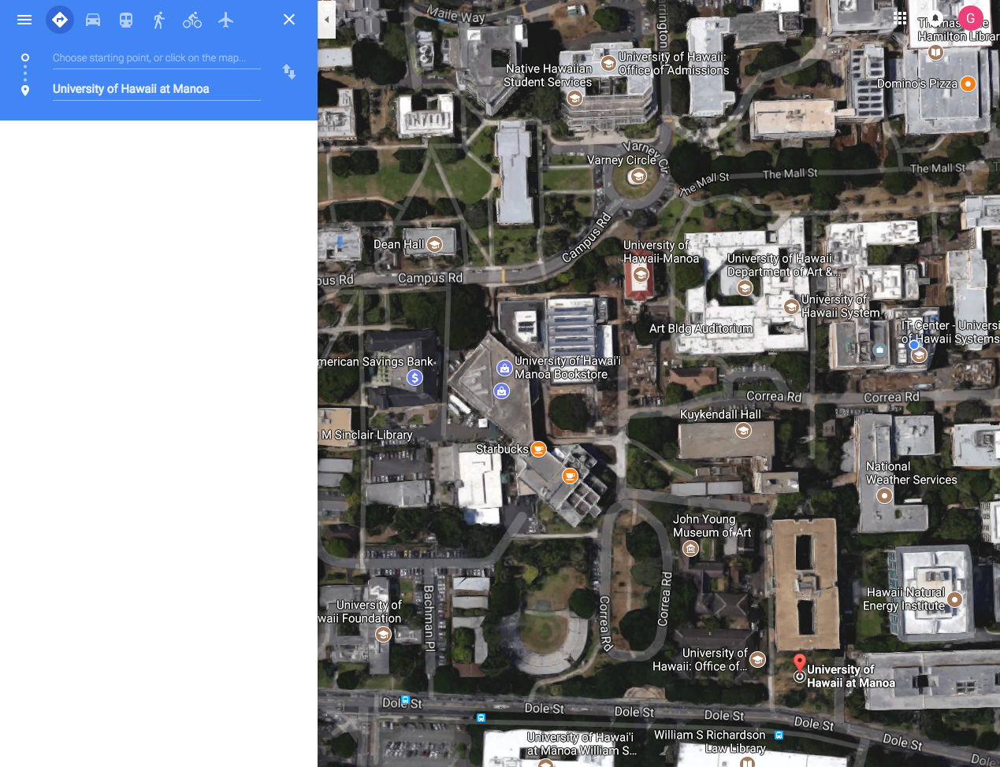 Choose starting point, or click on the map...
University of Hawaii at Manoa
G
Maile Way
rrington
Hamilton Librar
University of Hawaii:
Office of Admissions
Native Hawaiian
Student Services
Domino's Pizza
Varney Cir
Varney Circle
The Mall St
The Mall St
The Mall St
Campus Rd
Dean Hall
University of
Hawaii-Manoa
University of Hawaii
Department of Art &...
pus Rd
Campus Rd
University of
Hawaii System
Art Bldg Auditorium
IT Center - Universi
of Hawaii Systems
merican Savings Bank
University of Hawai'i
Manoa Bookstore
Correa Rd
Correa Rd
Kuykendall Hall
M Sinclair Library
Starbucks
National
Weather Services
John Young
Museum of Art
Correa Rd
Correa Rd
Bachman Pl
Hawaii Natural
Energy Institute
University of
waii Foundation
University of
Hawaii: Office of...
University of
Hawaii at Manoa
Dole St
Dole St
Dole St
Dole St
Dole St
Dole St
University of Hawai'i
at Mānoa William S...
William S Richardson
Law Library
Dole